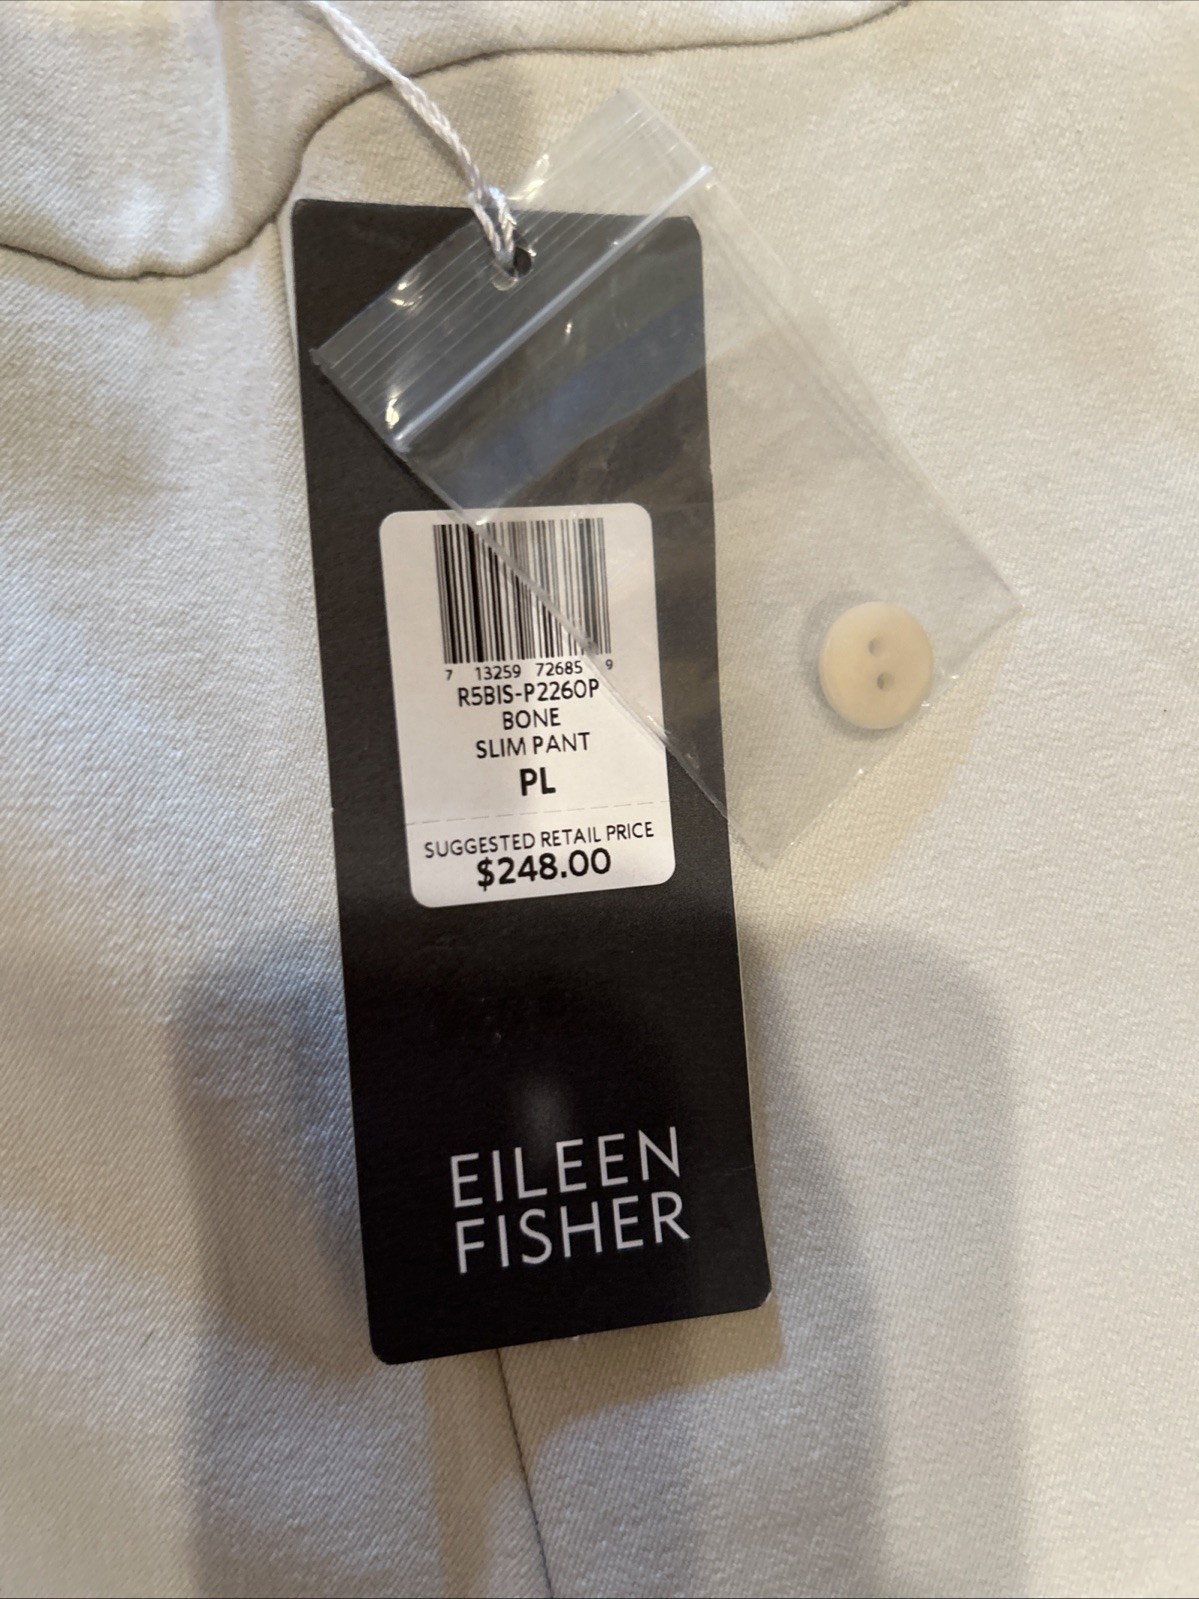 7 13259 72685 9
R5BIS-P2260P
BONE
SLIM PANT
PL
SUGGESTED RETAIL PRICE
$248.00
EILEEN
FISHER